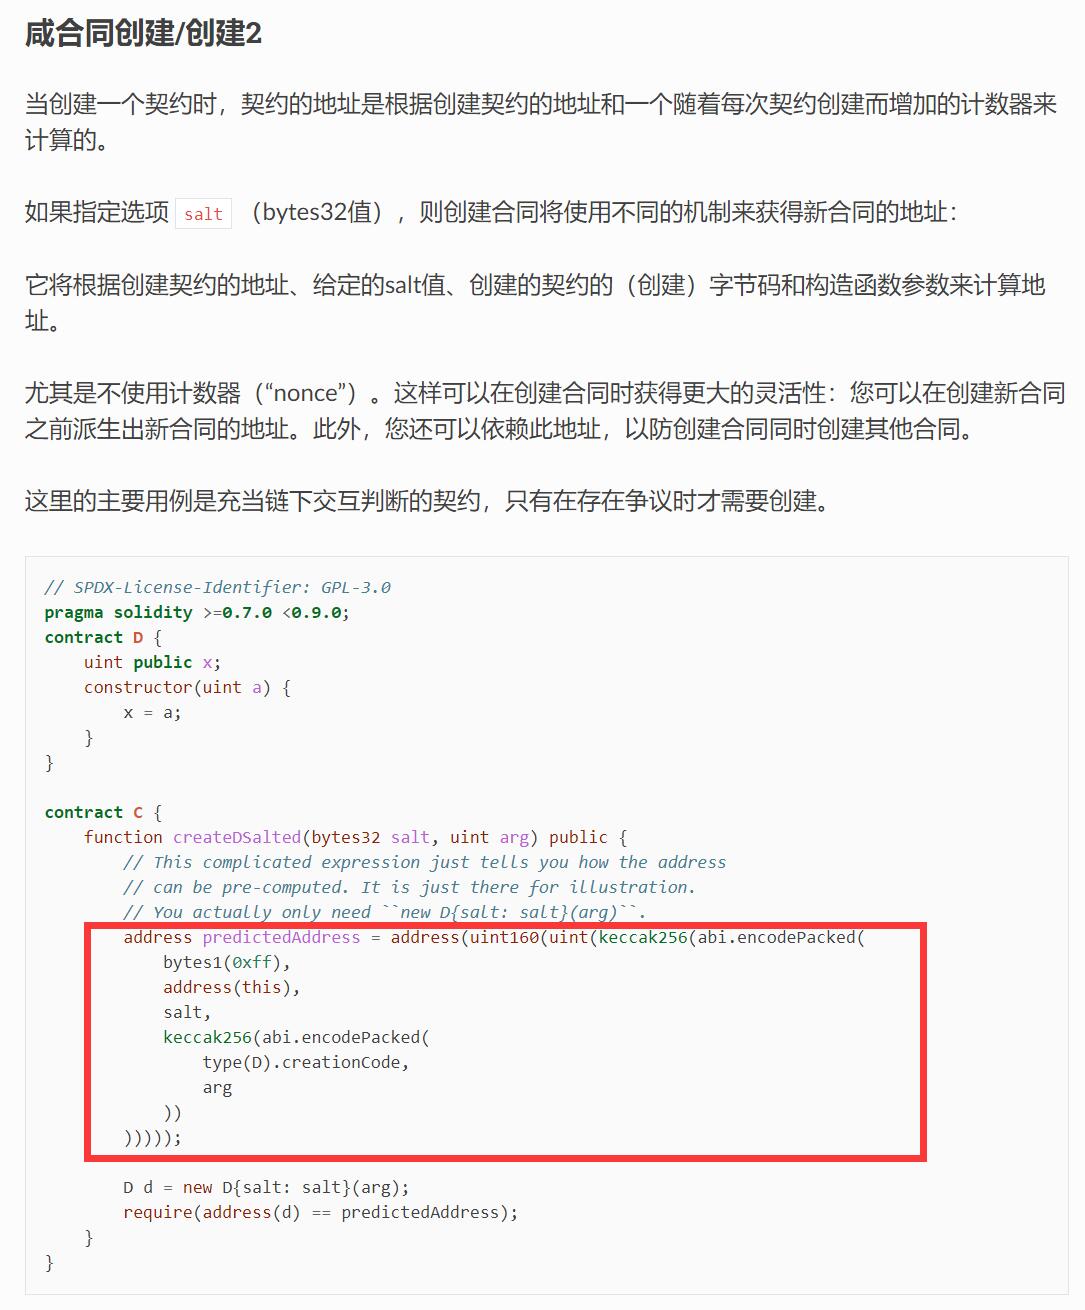 咸合同创建/创建2
当创建一个契约时，契约的地址是根据创建契约的地址和一个随着每次契约创建而增加的计数器来
计算的。
如果指定选项 salt （bytes32值），则创建合同将使用不同的机制来获得新合同的地址：
它将根据创建契约的地址、给定的salt值、创建的契约的（创建）字节码和构造函数参数来计算地
址。
尤其是不使用计数器（“nonce”）。这样可以在创建合同时获得更大的灵活性：您可以在创建新合同
之前派生出新合同的地址。此外，您还可以依赖此地址，以防创建合同同时创建其他合同。
这里的主要用例是充当链下交互判断的契约，只有在存在争议时才需要创建。
// SPDX-License-Identifier: GPL-3.0
pragma solidity >=0.7.0 <0.9.0;
contract D {
    uint public x;
    constructor(uint a) {
        x = a;
    }
}
contract C {
    function createDSalted(bytes32 salt, uint arg) public {
        // This complicated expression just tells you how the address
        // can be pre-computed. It is just there for illustration.
        // You actually only need ``new D{salt: salt}(arg)``.
        address predictedAddress = address(uint160(uint(keccak256(abi.encodePacked(
            bytes1(0xff),
            address(this),
            salt,
            keccak256(abi.encodePacked(
                type(D).creationCode,
                arg
            ))
        )))));
        D d = new D{salt: salt}(arg);
        require(address(d) == predictedAddress);
    }
}